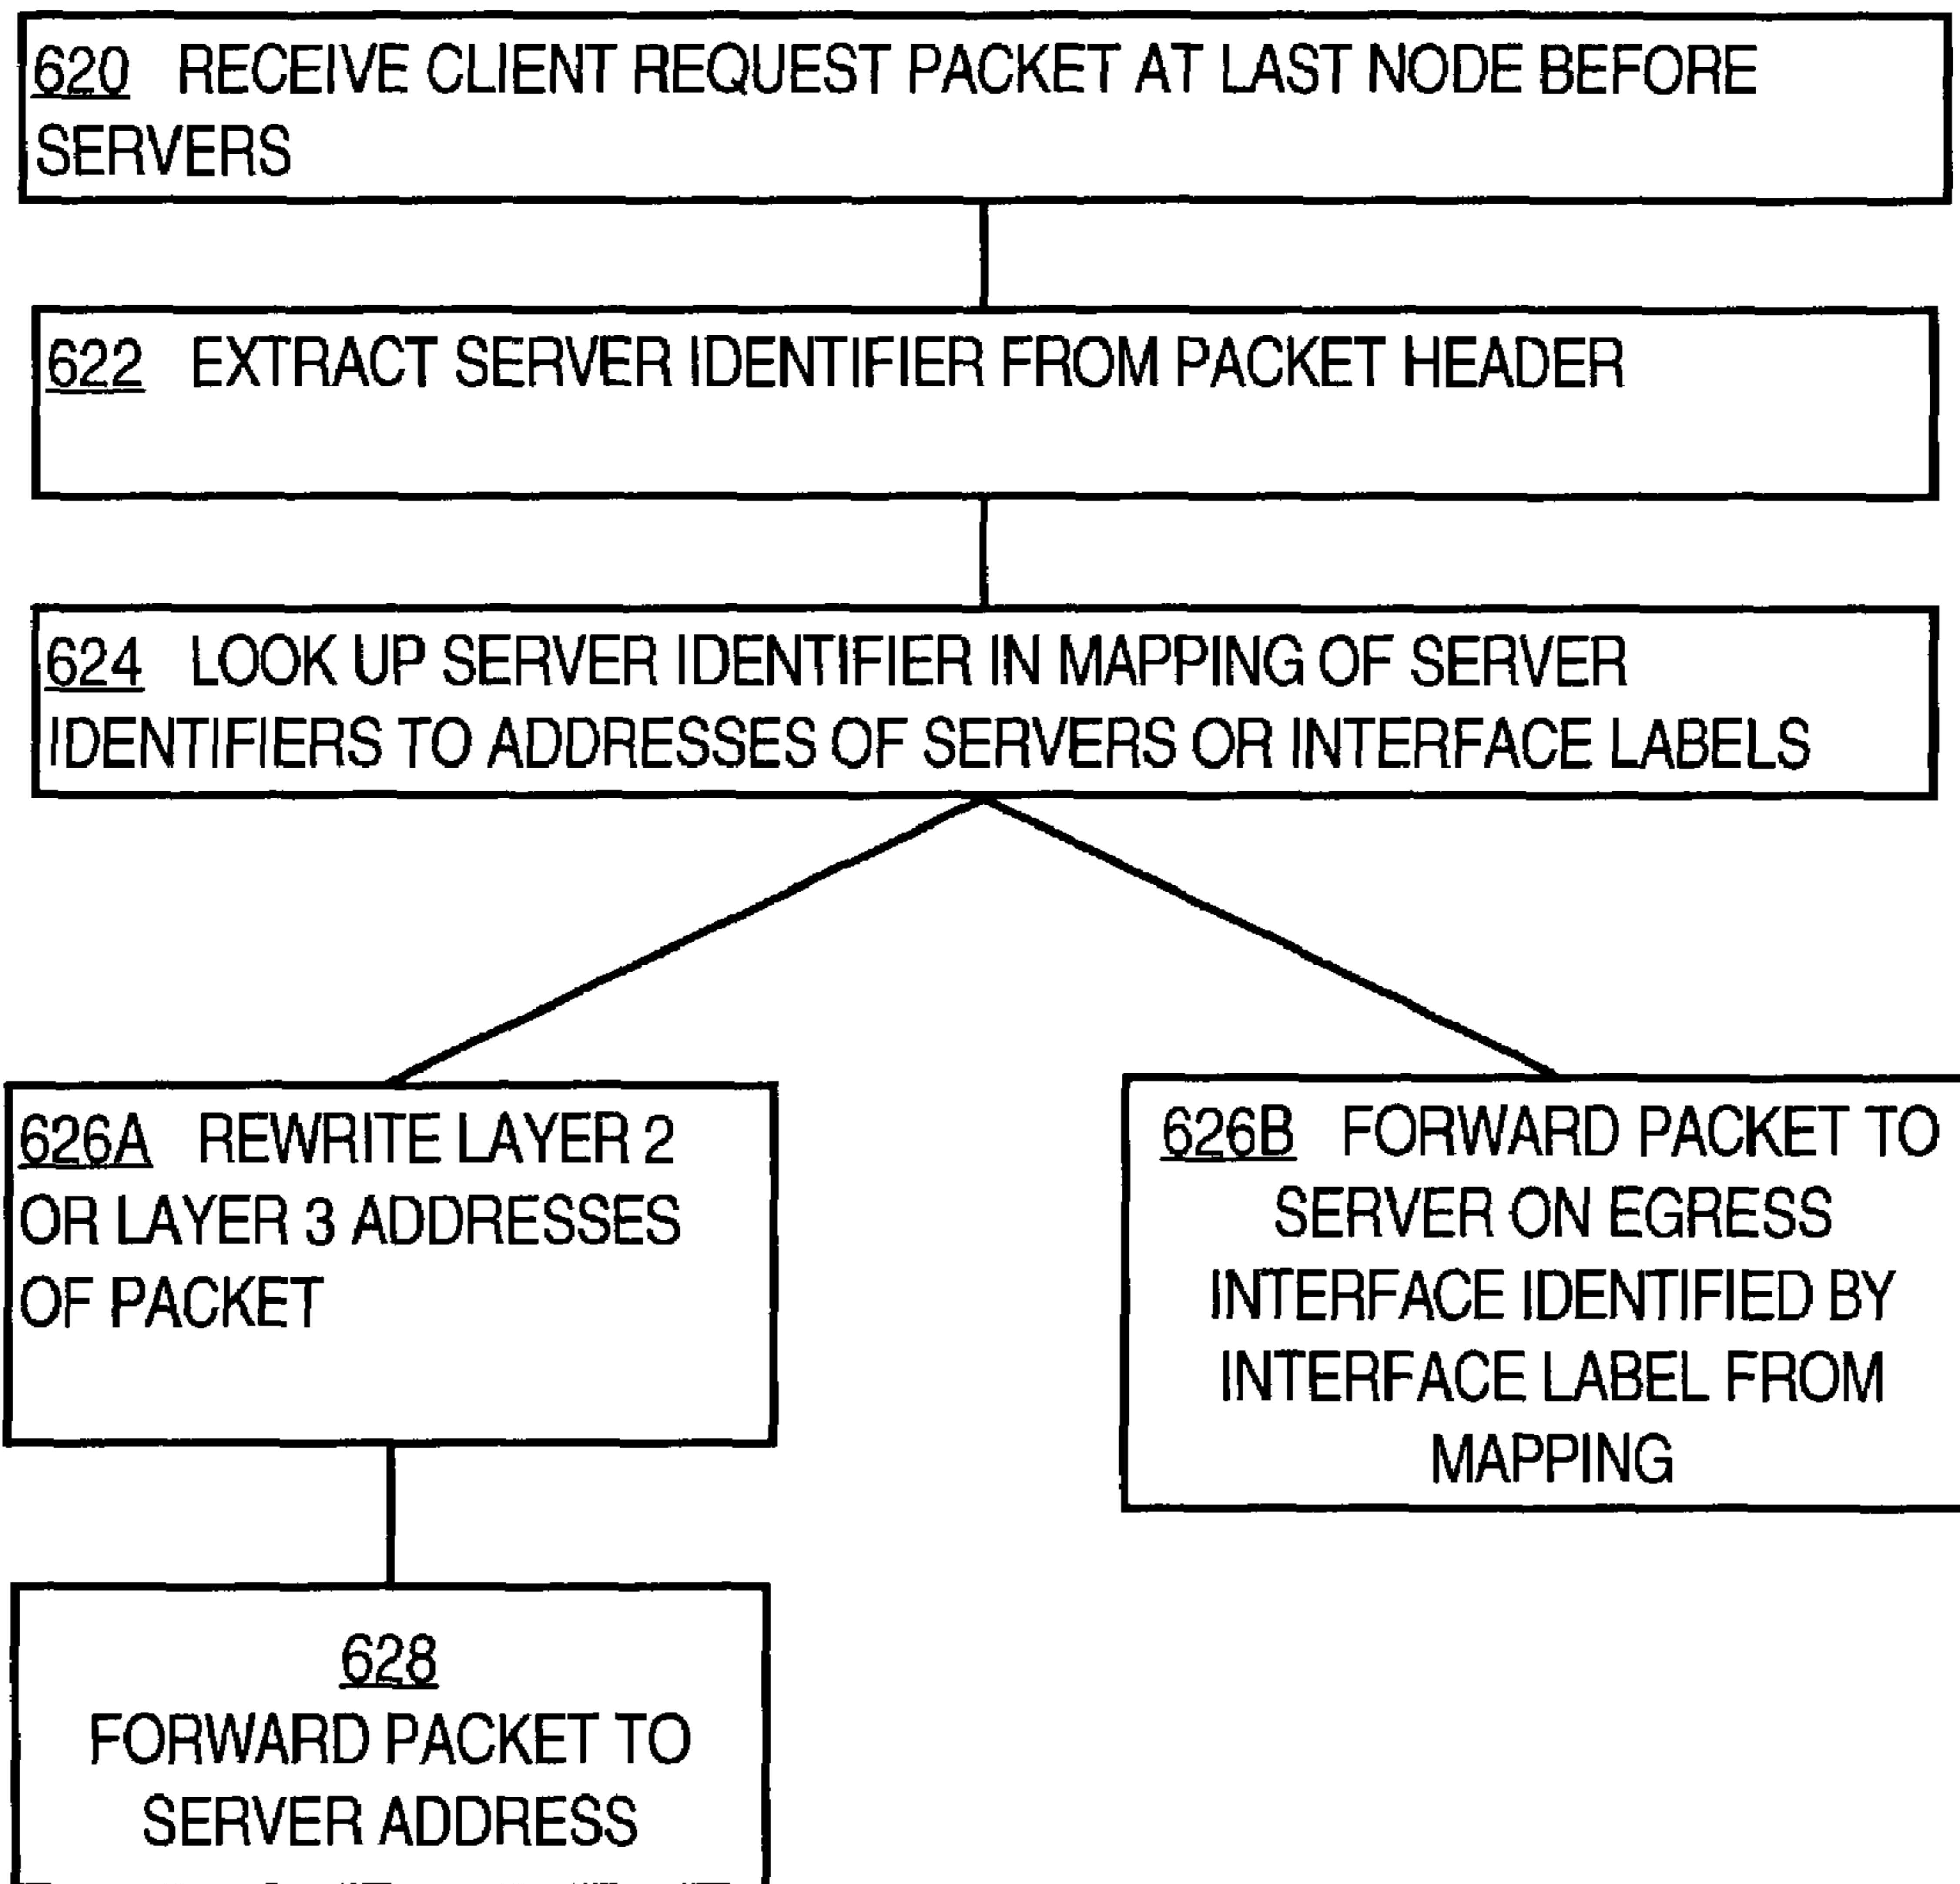 620 RECEIVE CLIENT REQUEST PACKET AT LAST NODE BEFORE
SERVERS
622 EXTRACT SERVER IDENTIFIER FROM PACKET HEADER
624 LOOK UP SERVER IDENTIFIER IN MAPPING OF SERVER
IDENTIFIERS TO ADDRESSES OF SERVERS OR INTERFACE LABELS
626A REWRITE LAYER 2
OR LAYER 3 ADDRESSES
OF PACKET
626B FORWARD PACKET TO
SERVER ON EGRESS
INTERFACE IDENTIFIED BY
INTERFACE LABEL FROM
MAPPING
628
FORWARD PACKET TO
SERVER ADDRESS